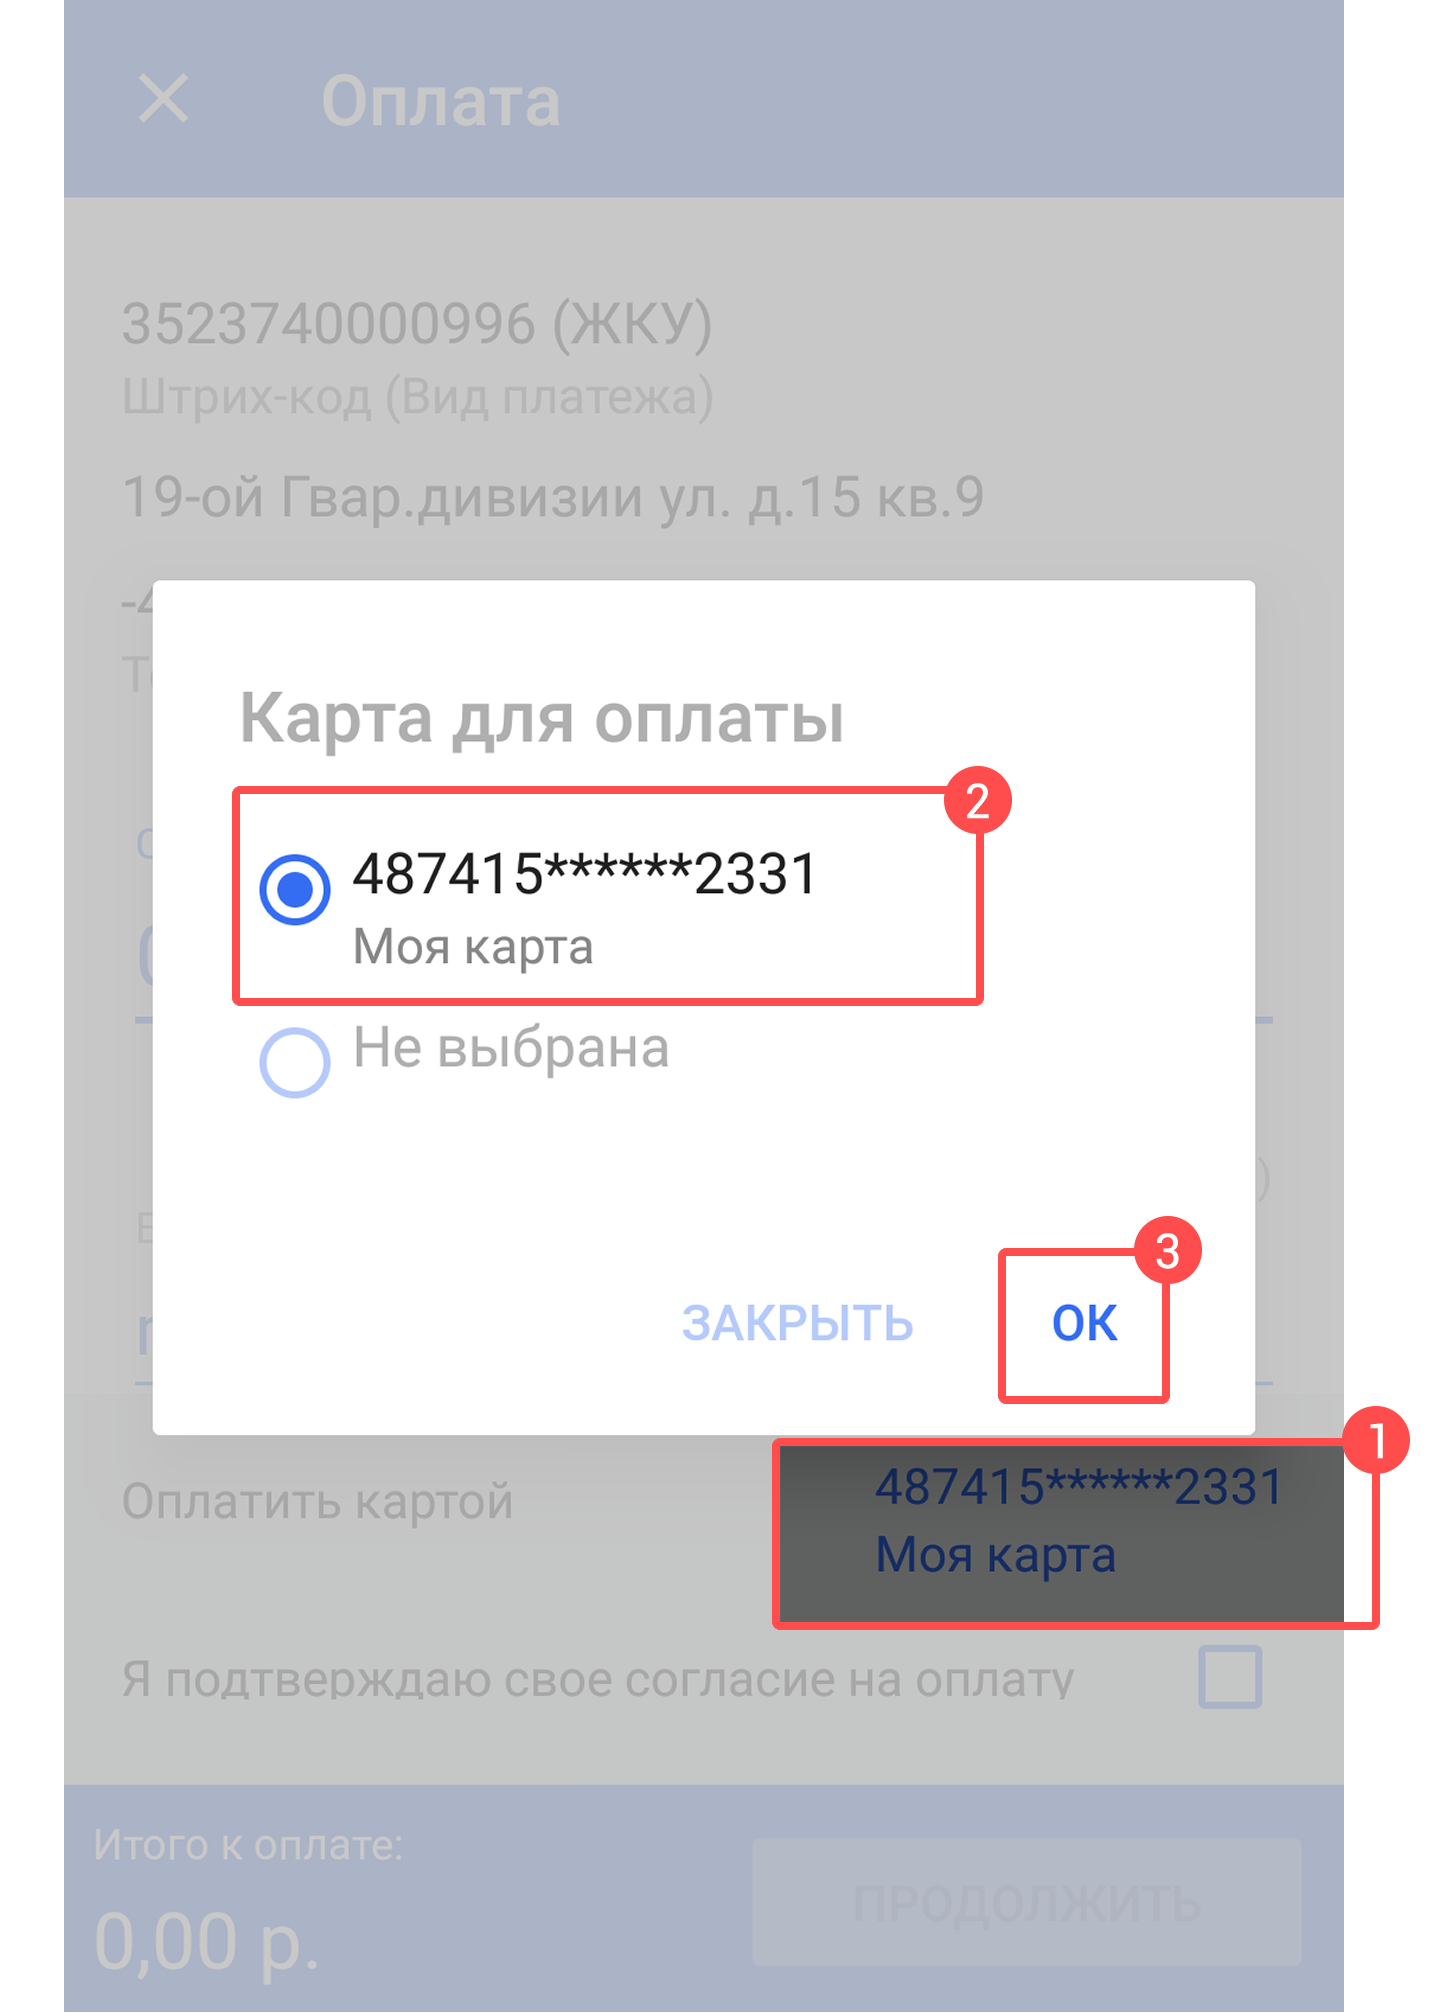 Оплата
3523740000996 (ЖКУ)
Штрих-код (Вид платежа)
19-ой Гвар.дивизии ул. д.15 кв.9
Карта для оплаты
2
487415******2331
Моя карта
Не выбрана
3
ЗАКРЫТЬ
ОК
1
Оплатить картой
487415******2331
Моя карта
Я подтверждаю свое согласие на оплату
Итого к оплате:
0,00 р.
ПРОДОЛЖИТЬ